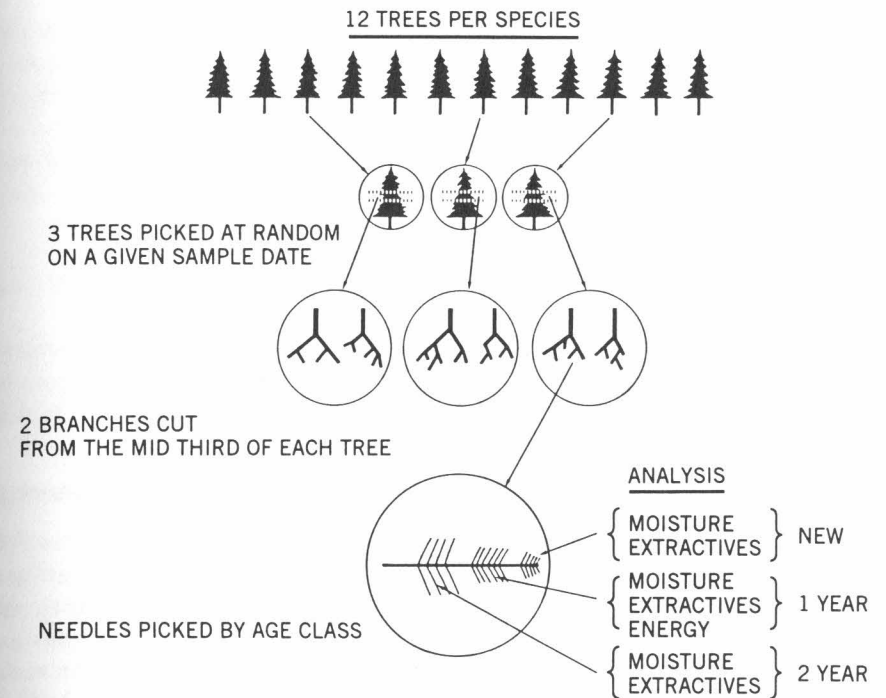 12 TREES PER SPECIES
3 TREES PICKED AT RANDOM
ON A GIVEN SAMPLE DATE
2 BRANCHES CUT
FROM THE MID THIRD OF EACH TREE
ANALYSIS
MOISTURE
EXTRACTIVES
NEW
MOISTURE
EXTRACTIVES
ENERGY
1 YEAR
NEEDLES PICKED BY AGE CLASS
MOISTURE
EXTRACTIVES
2 YEAR